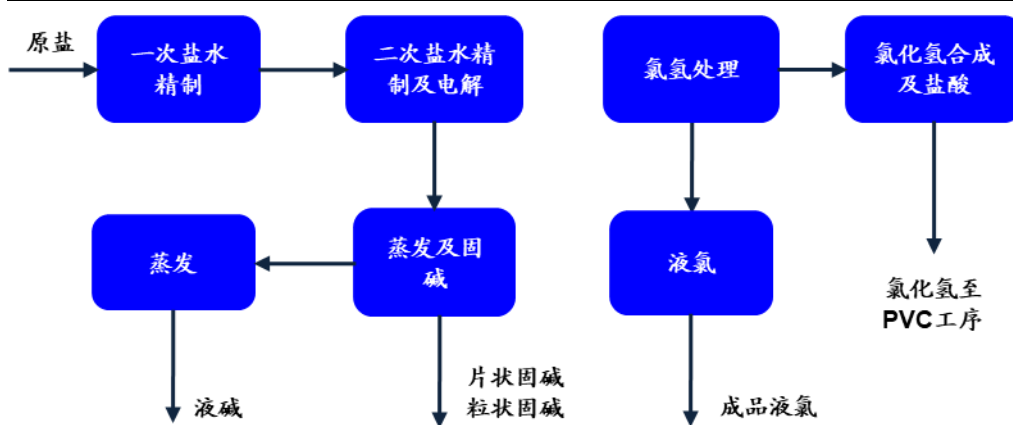 原盐
一次盐水
精制
二次盐水精
制及电解
氯氢处理
氯化氢合成
及盐酸
蒸发
蒸发及固
碱
液氯
氯化氢至
PVC工序
液碱
片状固碱
粒状固碱
成品液氯